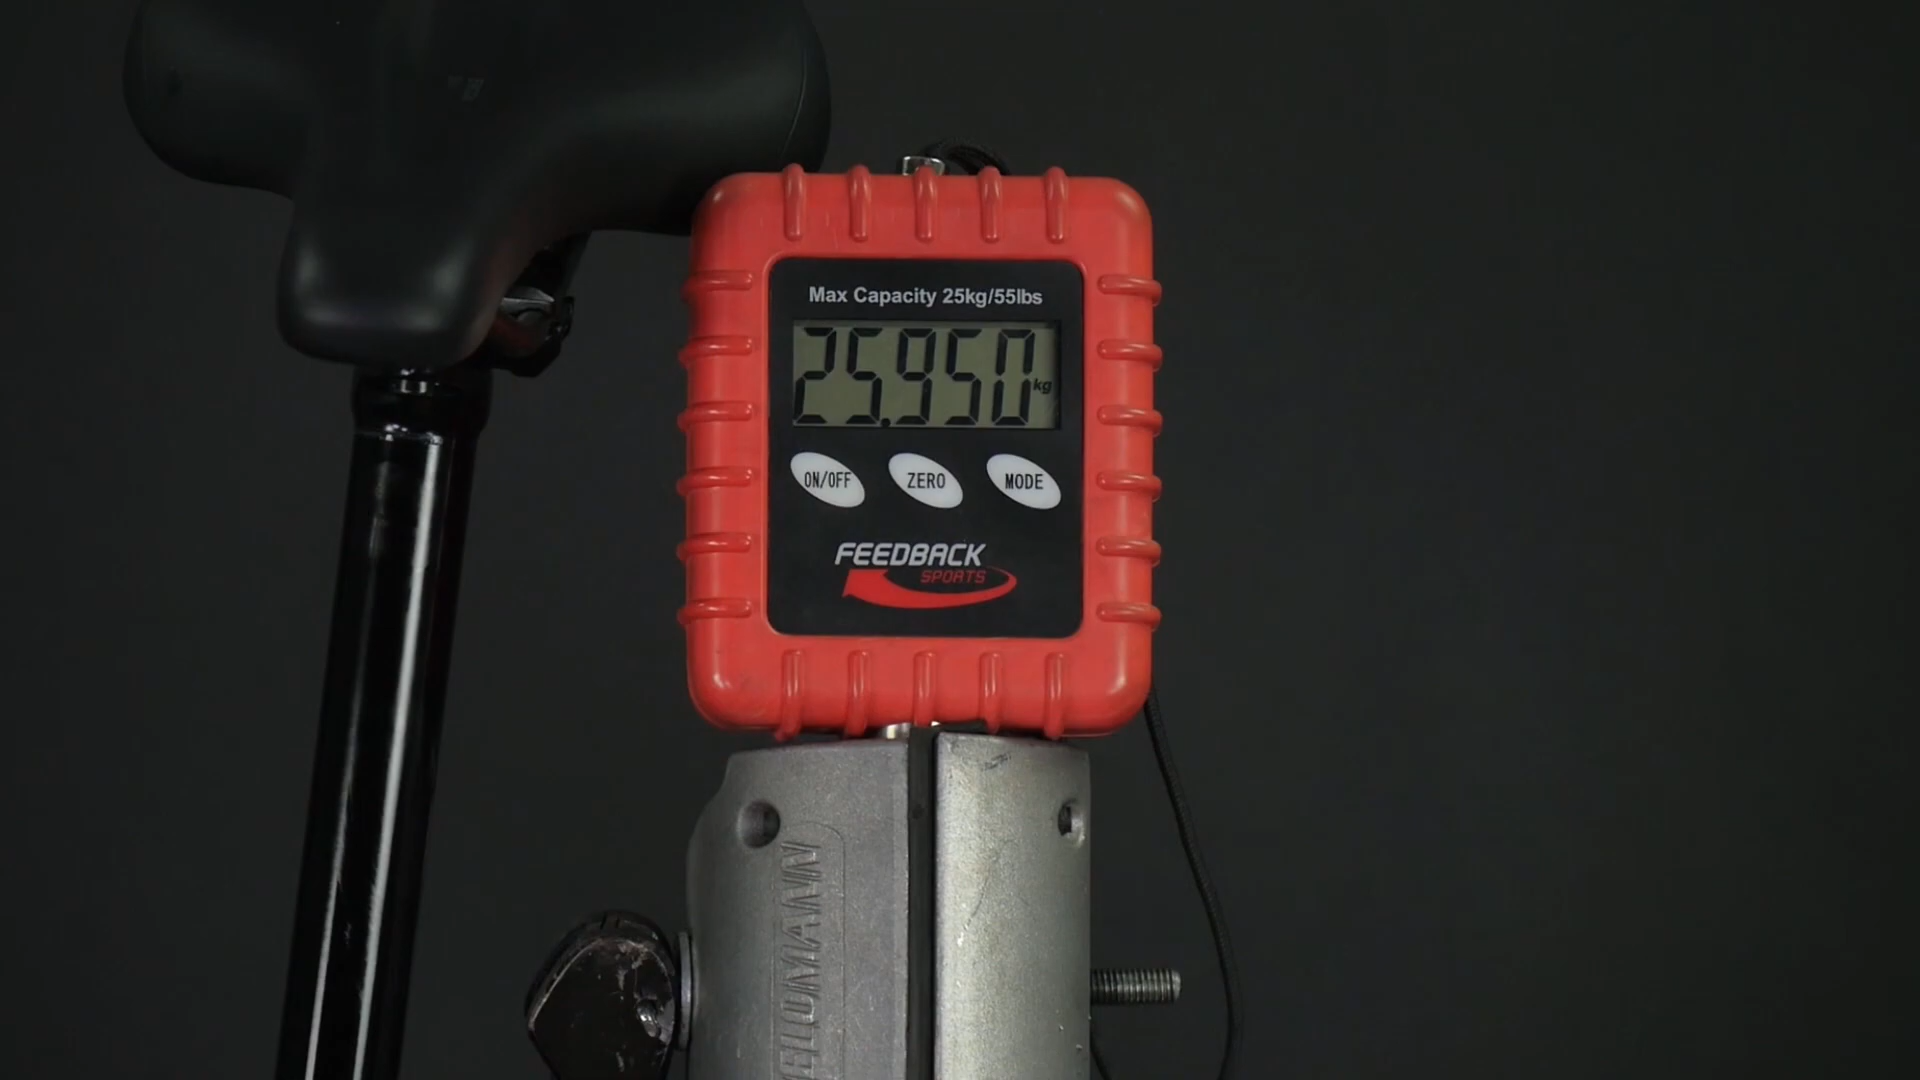 Max Capacity 25kg/55lbs
25.950 kg
ON/OFF ZERO MODE
FEEDBACK
SPORTS